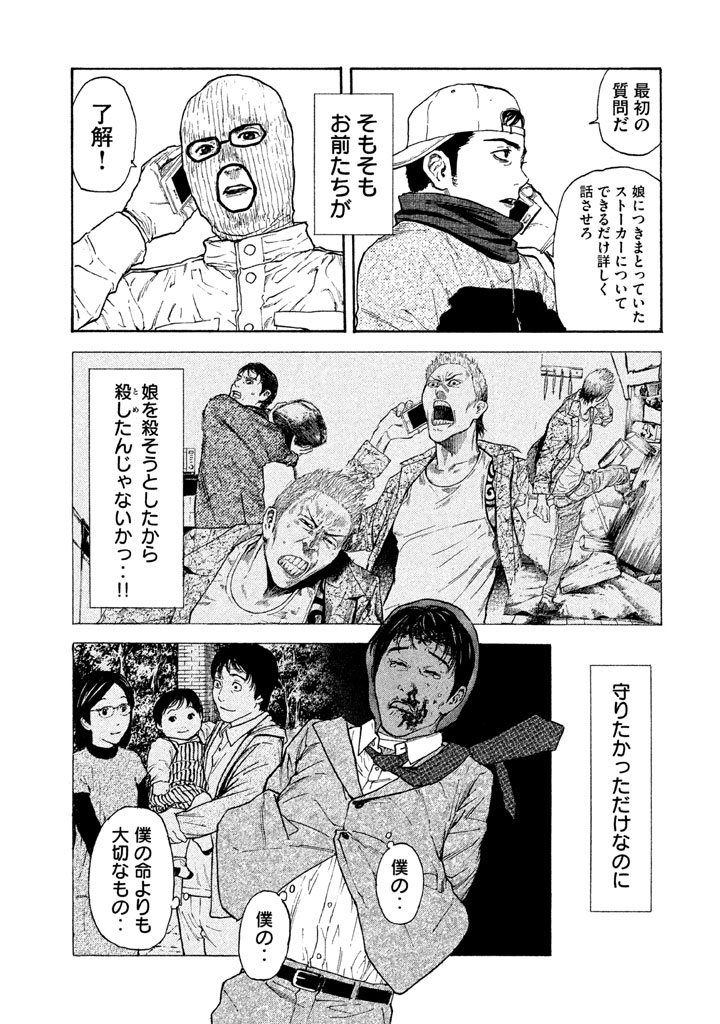 最初の
質問だ
娘につきまとっていた
ストーカーについて
できるだけ詳しく
話させろ
そもそも
お前たちが
了解！
娘を殺そうとしたから
殺したんじゃないかっ‥!!
とめ
守りたかっただけなのに
僕の‥
僕の‥
僕の命よりも
大切なもの‥